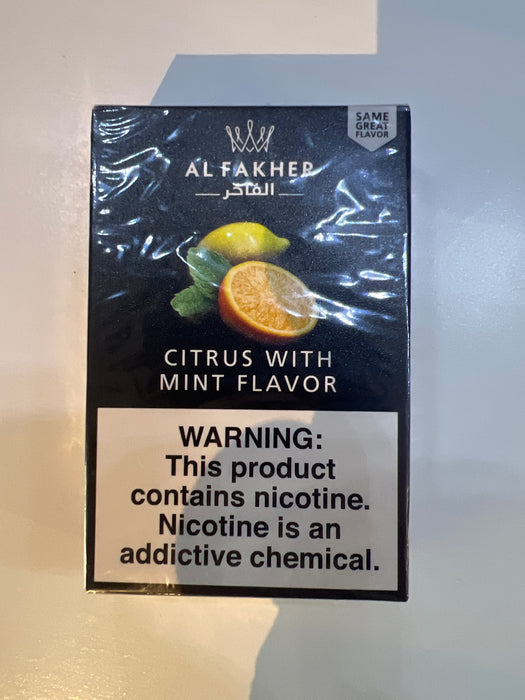 SAME
GREAT
FLAVOR
AL FAKHER
الفاخر
CITRUS WITH
MINT FLAVOR
WARNING:
This product
contains nicotine.
Nicotine is an
addictive chemical.